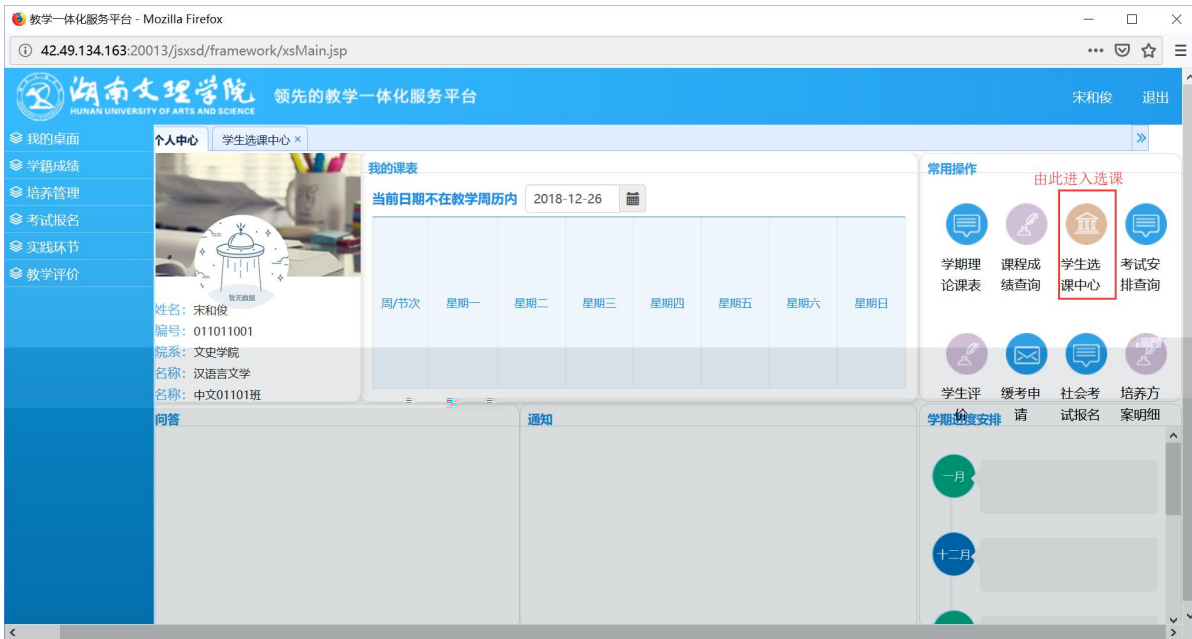 教学一体化服务平台 - Mozilla Firefox
42.49.134.163:20013/jsxsd/framework/xsMain.jsp
湖南文理学院
HUNAN UNIVERSITY OF ARTS AND SCIENCE
领先的教学一体化服务平台
宋和俊 退出
我的桌面
学籍成绩
培养管理
考试报名
实践环节
教学评价
个人中心 学生选课中心 ×
暂无数据
姓名：宋和俊
编号：011011001
院系：文史学院
名称：汉语言文学
名称：中文01101班
我的课表
当前日期不在教学周历内 2018-12-26
周/节次 星期一 星期二 星期三 星期四 星期五 星期六 星期日
常用操作
由此进入选课
学期理论课表
课程成绩查询
学生选课中心
考试安排查询
学生评价
缓考申请
社会考试报名
培养方案明细
问答
通知
学期进度安排
一月
十二月